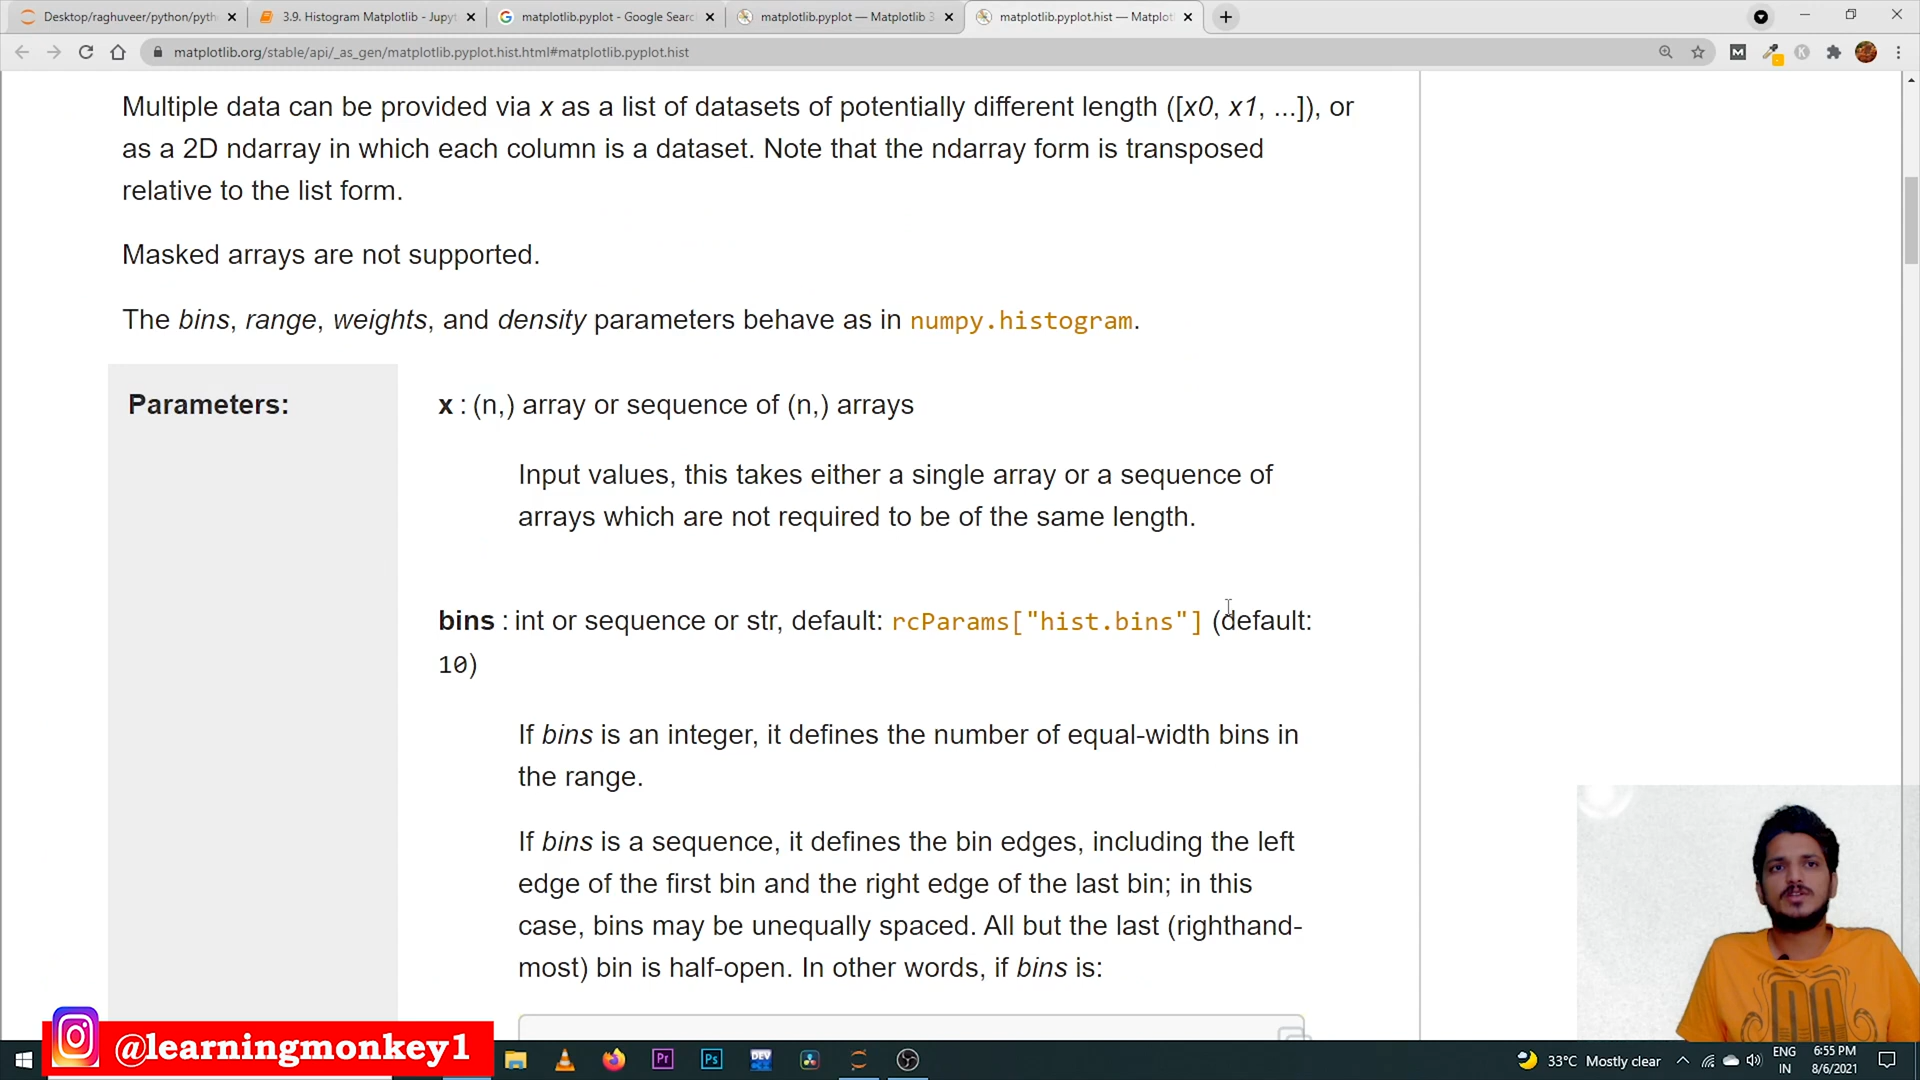 Desktop/raghuveer/python/pyth
3.9. Histogram Matplotlib - Jupyt
matplotlib.pyplot - Google Searc
matplotlib.pyplot — Matplotlib 3
matplotlib.pyplot.hist — Matplot
matplotlib.org/stable/api/_as_gen/matplotlib.pyplot.hist.html#matplotlib.pyplot.hist
Multiple data can be provided via x as a list of datasets of potentially different length ([x0, x1, ...]), or
as a 2D ndarray in which each column is a dataset. Note that the ndarray form is transposed
relative to the list form.
Masked arrays are not supported.
The bins, range, weights, and density parameters behave as in numpy.histogram.
Parameters:
x : (n,) array or sequence of (n,) arrays
Input values, this takes either a single array or a sequence of
arrays which are not required to be of the same length.
bins : int or sequence or str, default: rcParams["hist.bins"] (default:
10)
If bins is an integer, it defines the number of equal-width bins in
the range.
If bins is a sequence, it defines the bin edges, including the left
edge of the first bin and the right edge of the last bin; in this
case, bins may be unequally spaced. All but the last (righthand-
most) bin is half-open. In other words, if bins is:
@learningmonkey1
Pr
Ps
DEV
33°C Mostly clear
ENG
IN
6:55 PM
8/6/2021